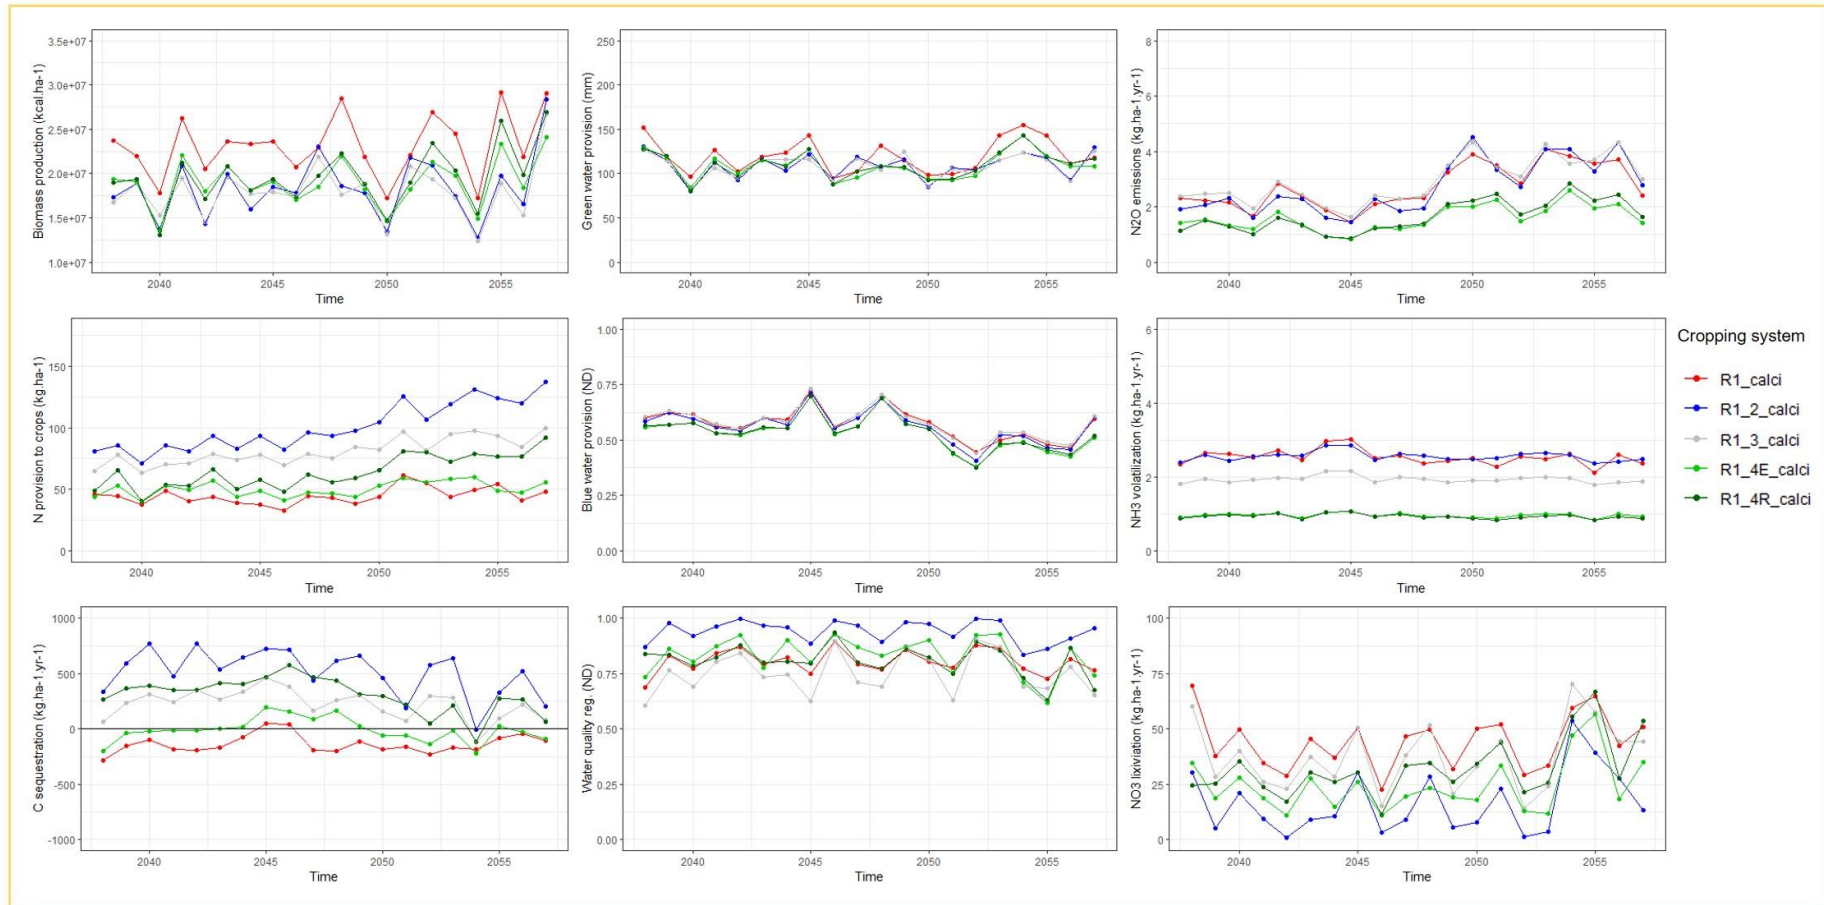 Biomass production (kcal.ha-1)
3.5e+07
3.0e+07
2.5e+07
2.0e+07
1.5e+07
1.0e+07
2040 2045 2050 2055
Time
Green water provision (mm)
250
200
150
100
50
0
2040 2045 2050 2055
Time
N2O emissions (kg.ha-1.yr-1)
8
6
4
2
0
2040 2045 2050 2055
Time
N provision to crops (kg.ha-1)
150
100
50
0
2040 2045 2050 2055
Time
Blue water provision (ND)
1.00
0.75
0.50
0.25
0.00
2040 2045 2050 2055
Time
NH3 volatilization (kg.ha-1.yr-1)
6
4
2
0
2040 2045 2050 2055
Time
Cropping system
R1_calci
R1_2_calci
R1_3_calci
R1_4E_calci
R1_4R_calci
C sequestration (kg.ha-1.yr-1)
1000
500
0
-500
-1000
2040 2045 2050 2055
Time
Water quality reg. (ND)
1.00
0.75
0.50
0.25
0.00
2040 2045 2050 2055
Time
NO3 lixiviation (kg.ha-1.yr-1)
100
75
50
25
0
2040 2045 2050 2055
Time